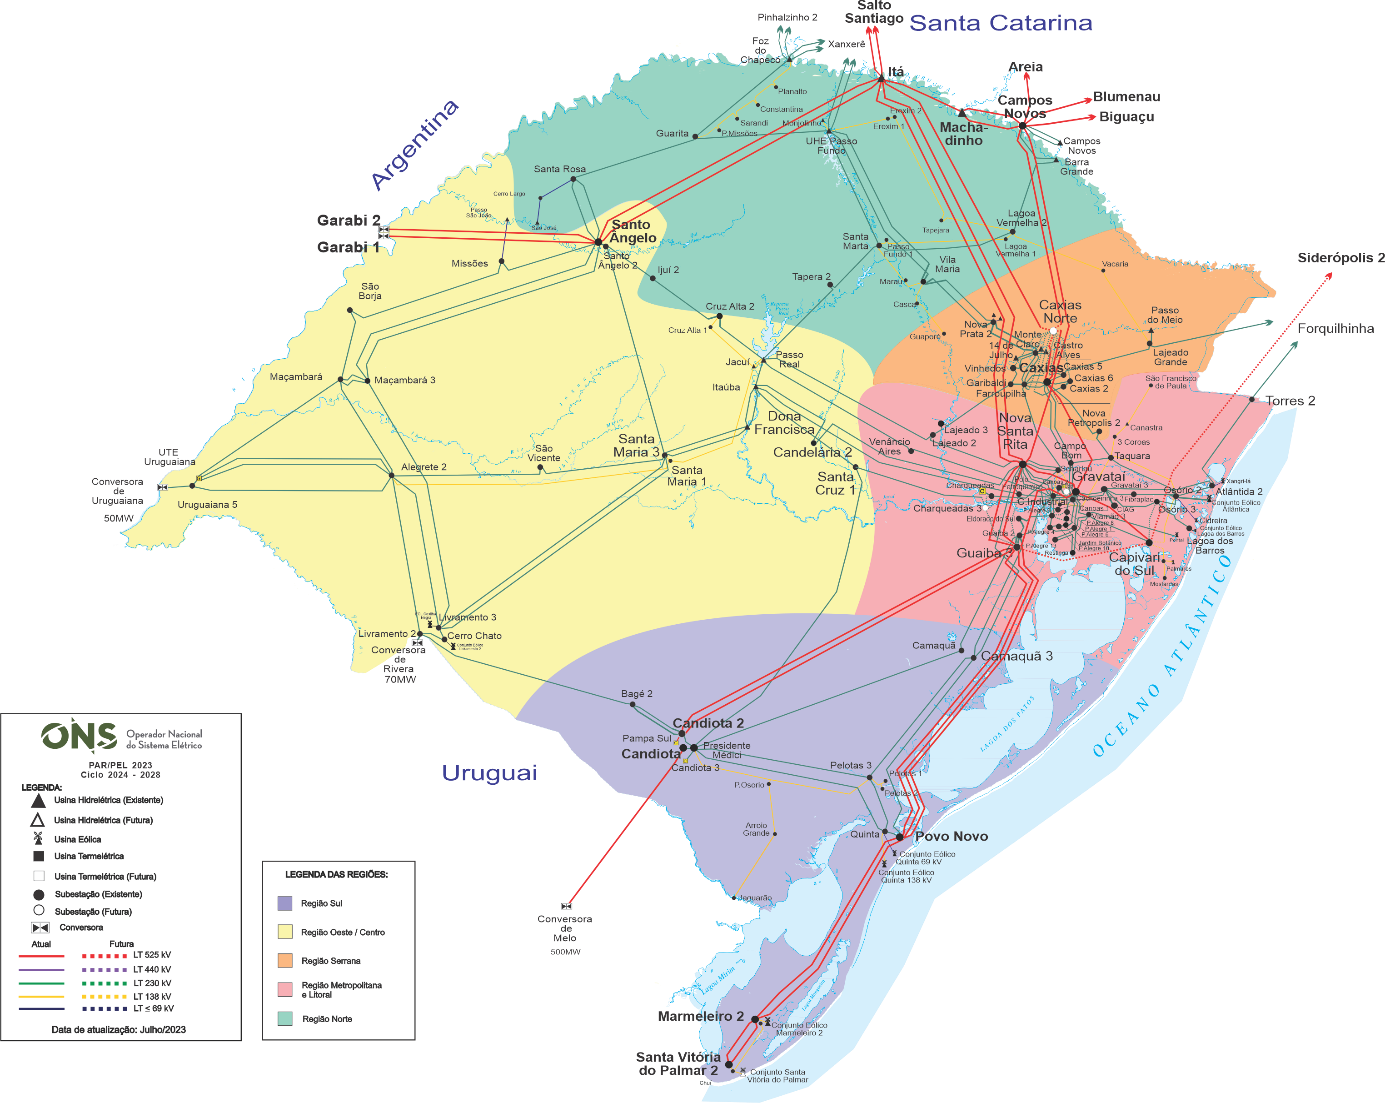 Salto
Santiago
Santa Catarina
Pinhalzinho 2
Foz
do
Chapecó
Xanxerê
Itá
Areia
Blumenau
Biguaçu
Campos
Novos
Macha-
dinho
Campos
Novos
Barra
Grande
Planalto
Constantina
Sarandi
P.Missões
Guarita
Monjolinho
UHE Passo
Fundo
Erexim 2
Erexim 1
Argentina
Santa Rosa
Cerro Largo
Passo
São João
São José
Garabi 2
Garabi 1
Santo
Ângelo
Santo
Ângelo 2
Missões
Ijuí 2
São
Borja
Tapejara
Lagoa
Vermelha 2
Lagoa
Vermelha 1
Santa
Marta
Passo
Fundo 1
Vila
Maria
Marau
Casca
Guaporé
Tapera 2
Cruz Alta 2
Cruz Alta 1
Vacaria
Siderópolis 2
Forquilhinha
Caxias
Norte
Passo
do Meio
Lajeado
Grande
Nova
Prata 2
Monte
Claro
14 de
Julho
Castro
Alves
Vinhedos
Caxias
Caxias 5
Caxias 6
Caxias 2
Garibaldi
Farroupilha
São Francisco
de Paula
Torres 2
Jacuí
Passo
Real
Itaúba
Maçambará
Maçambará 3
Dona
Francisca
Candelária 2
Santa
Cruz 1
Venâncio
Aires
Lajeado 3
Lajeado 2
Nova
Santa
Rita
Nova
Petrópolis 2
Canastra
3 Coroas
Campo
Bom
Taquara
Santa
Maria 3
Santa
Maria 1
São
Vicente
Alegrete 2
UTE
Uruguaiana
Conversora
de
Uruguaiana
50MW
Uruguaiana 5
Charqueadas
Charqueadas 3
Eldorado do Sul
Guaíba 2
Guaíba 3
Gravataí
Gravataí 3
C.Industrial
Fibraplac
CIAG
Canoas
Viamão 3
P.Alegre 8
P.Alegre 4
Jardim Botânico
P.Alegre 10
Restinga
Osório 2
Osório 3
Xangri-lá
Atlântida 2
Conjunto Eólico
Atlântica
Cidreira
Conjunto Eólico
Lagoa dos Barros
Lagoa dos
Barros
Capivari
do Sul
Palmares
Mostardas
Livramento 3
Livramento 2
Cerro Chato
Conversora
de
Rivera
70MW
Camaquã
Camaquã 3
Bagé 2
Candiota 2
Pampa Sul
Candiota
Presidente
Médici
Candiota 3
Uruguai
P.Osório
Arroio
Grande
Jaguarão
Pelotas 3
Pelotas 1
Pelotas 2
Quinta
Povo Novo
Conjunto Eólico
Quinta 69 kV
Conjunto Eólico
Quinta 138 kV
Conversora
de
Melo
500MW
LAGOA DOS PATOS
OCEANO ATLÂNTICO
Lagoa Mirim
Marmeleiro 2
Conjunto Eólico
Marmeleiro 2
Santa Vitória
do Palmar 2
Conjunto Santa
Vitória do Palmar
Chuí
ONS
Operador Nacional
do Sistema Elétrico
PAR/PEL 2023
Ciclo 2024 - 2028
LEGENDA:
Usina Hidrelétrica (Existente)
Usina Hidrelétrica (Futura)
Usina Eólica
Usina Termelétrica
Usina Termelétrica (Futura)
Subestação (Existente)
Subestação (Futura)
Conversora
Atual Futura
LT 525 kV
LT 440 kV
LT 230 kV
LT 138 kV
LT ≤ 69 kV
Data de atualização: Julho/2023
LEGENDA DAS REGIÕES:
Região Sul
Região Oeste / Centro
Região Serrana
Região Metropolitana
e Litoral
Região Norte